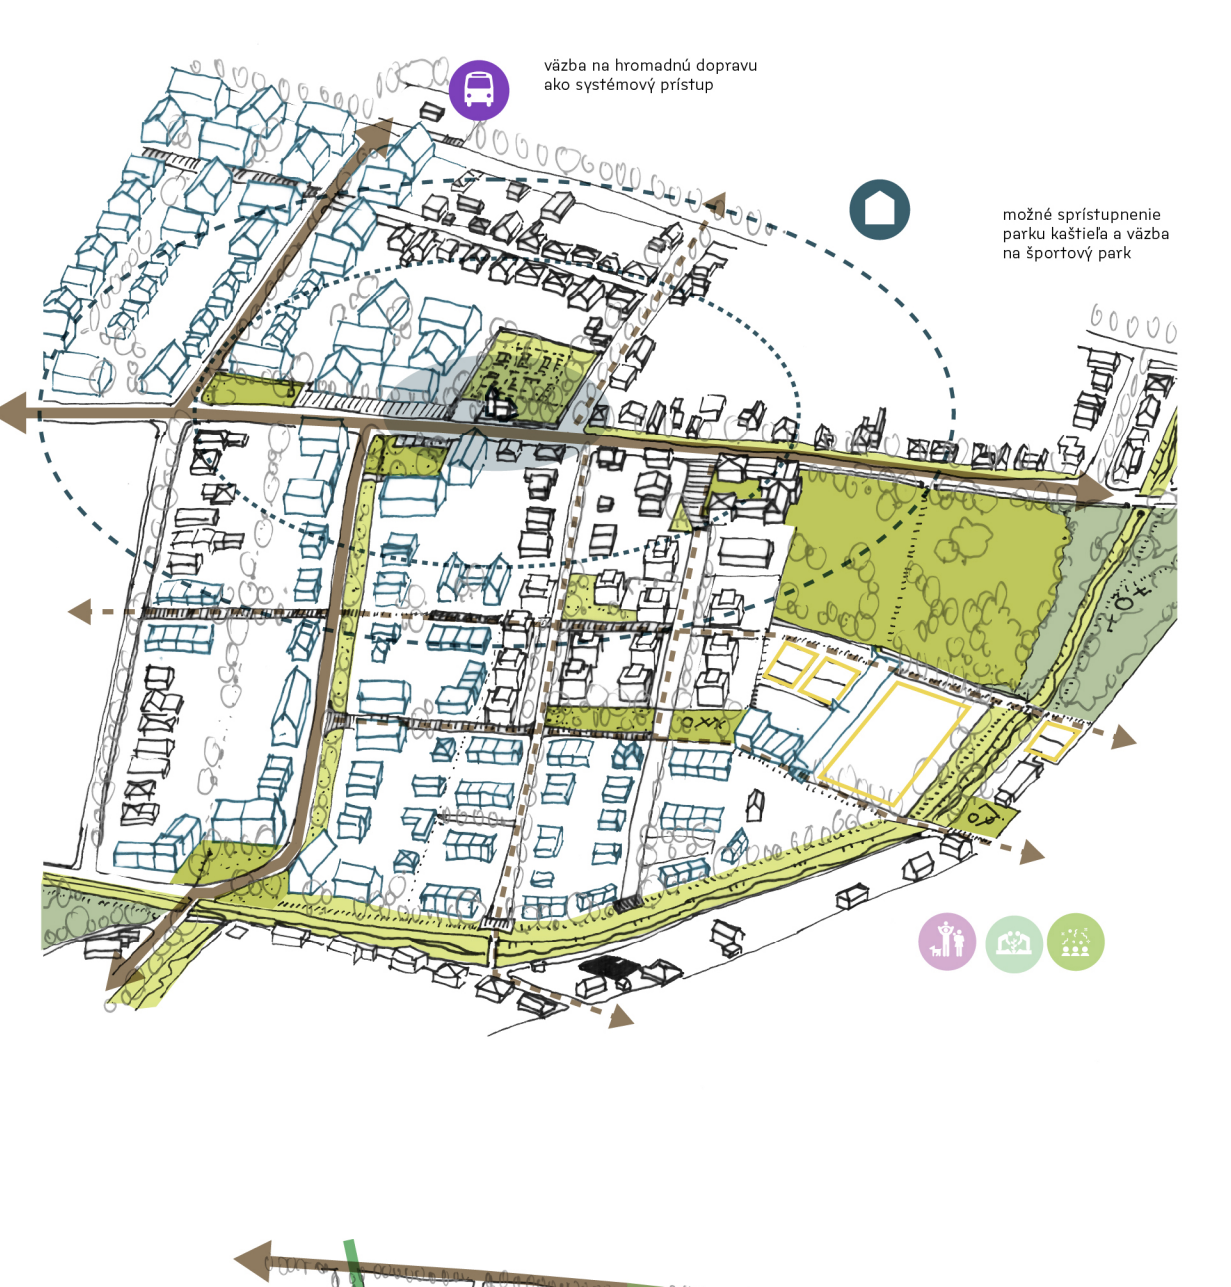 väzba na hromadnú dopravu
ako systémový prístup
možné sprístupnenie
parku kaštieľa a väzba
na športový park